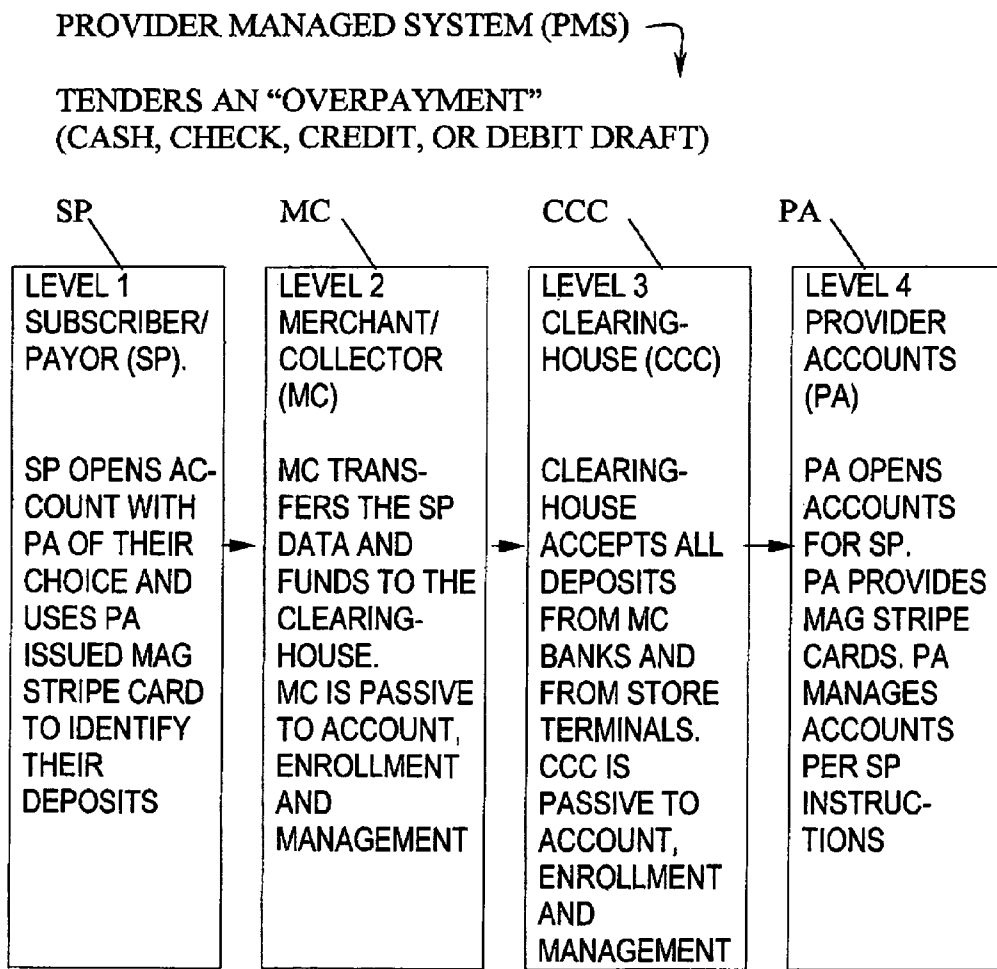 PROVIDER MANAGED SYSTEM (PMS)
TENDERS AN “OVERPAYMENT”
(CASH, CHECK, CREDIT, OR DEBIT DRAFT)
SP
MC
CCC
PA
LEVEL 1
SUBSCRIBER/
PAYOR (SP).
SP OPENS AC-
COUNT WITH
PA OF THEIR
CHOICE AND
USES PA
ISSUED MAG
STRIPE CARD
TO IDENTIFY
THEIR
DEPOSITS
LEVEL 2
MERCHANT/
COLLECTOR
(MC)
MC TRANS-
FERS THE SP
DATA AND
FUNDS TO THE
CLEARING-
HOUSE.
MC IS PASSIVE
TO ACCOUNT,
ENROLLMENT
AND
MANAGEMENT
LEVEL 3
CLEARING-
HOUSE (CCC)
CLEARING-
HOUSE
ACCEPTS ALL
DEPOSITS
FROM MC
BANKS AND
FROM STORE
TERMINALS.
CCC IS
PASSIVE TO
ACCOUNT,
ENROLLMENT
AND
MANAGEMENT
LEVEL 4
PROVIDER
ACCOUNTS
(PA)
PA OPENS
ACCOUNTS
FOR SP.
PA PROVIDES
MAG STRIPE
CARDS. PA
MANAGES
ACCOUNTS
PER SP
INSTRUC-
TIONS